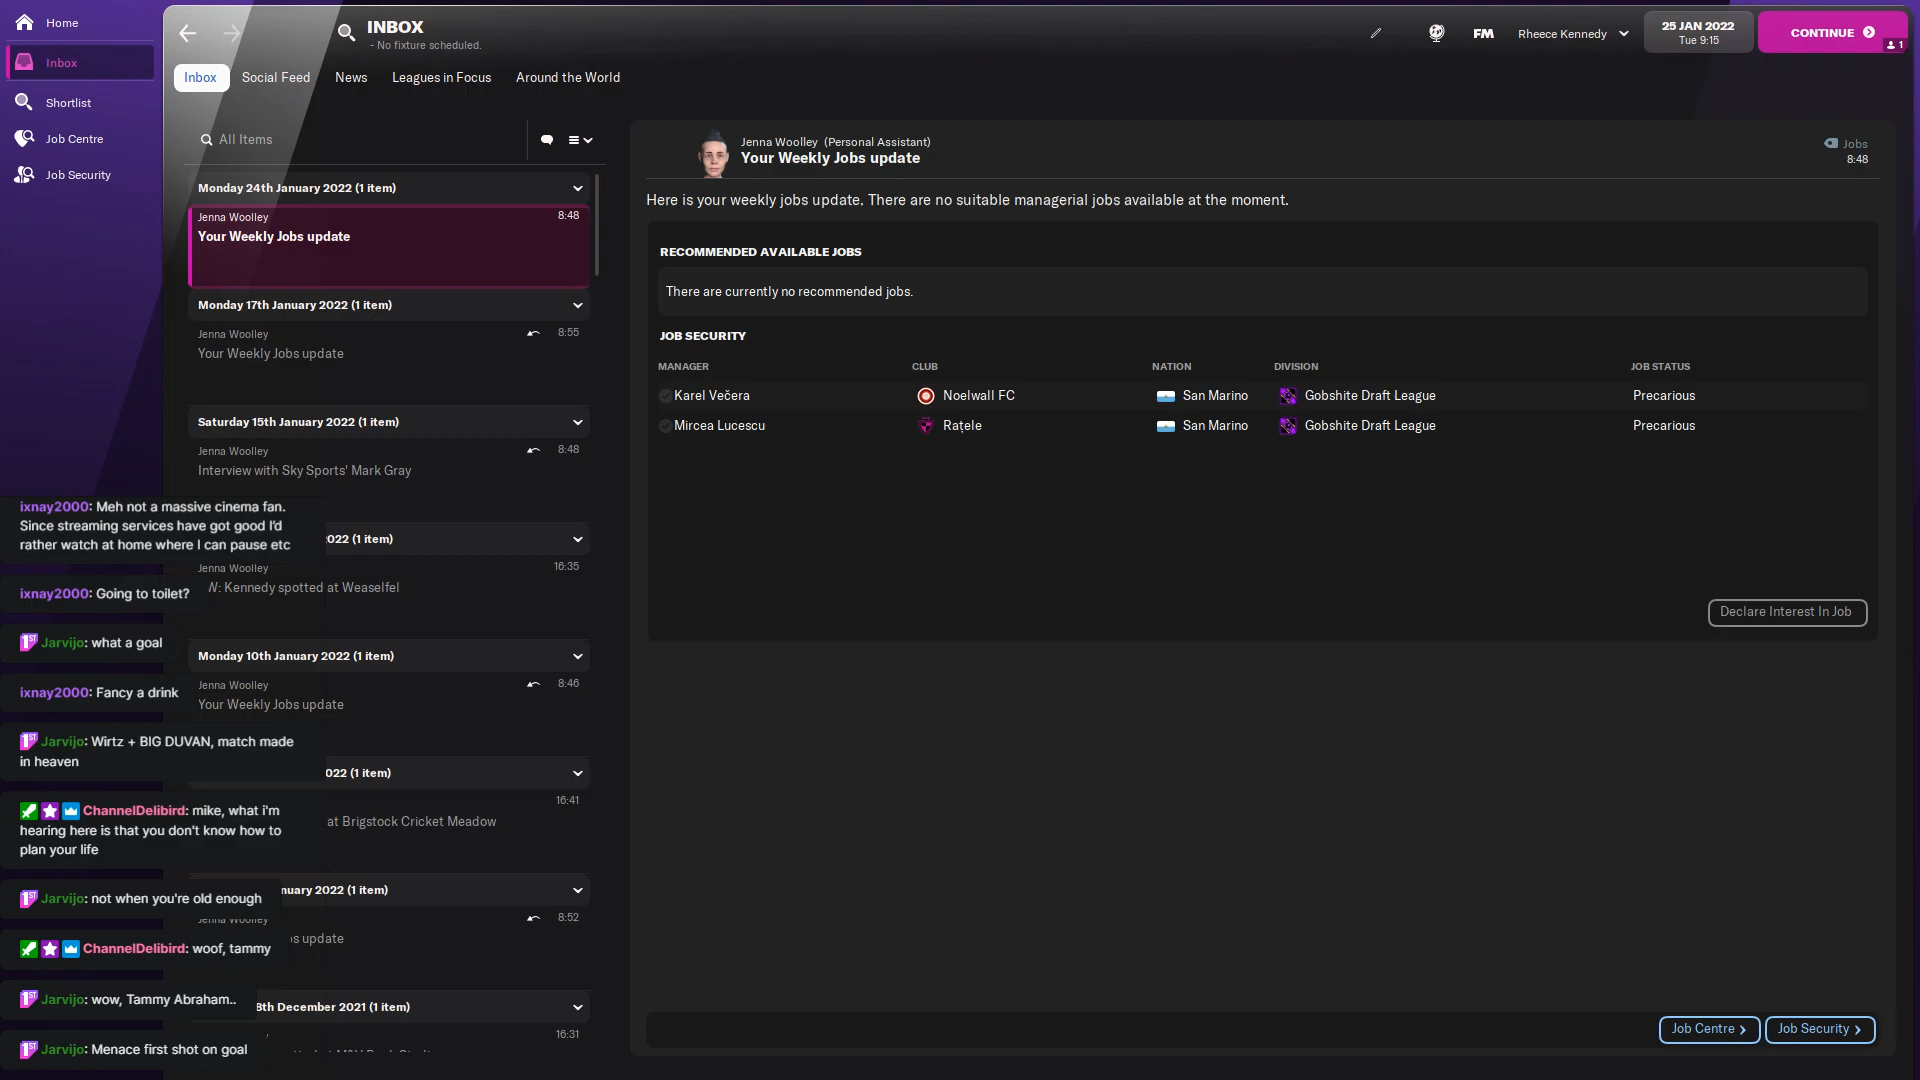 Home
Inbox
Shortlist
Job Centre
Job Security
INBOX
- No fixture scheduled.
FM
Rheece Kennedy
25 JAN 2022
Tue 9:15
CONTINUE
1
Inbox
Social Feed
News
Leagues in Focus
Around the World
All Items
Monday 24th January 2022 (1 item)
Jenna Woolley
8:48
Your Weekly Jobs update
Monday 17th January 2022 (1 item)
Jenna Woolley
8:55
Your Weekly Jobs update
Saturday 15th January 2022 (1 item)
Jenna Woolley
8:48
Interview with Sky Sports' Mark Gray
2022 (1 item)
Jenna Woolley
16:35
W: Kennedy spotted at Weaselfel
Monday 10th January 2022 (1 item)
Jenna Woolley
8:46
Your Weekly Jobs update
2022 (1 item)
16:41
at Brigstock Cricket Meadow
nuary 2022 (1 item)
Jenna Woolley
8:52
bs update
8th December 2021 (1 item)
16:31
ixnay2000: Meh not a massive cinema fan.
Since streaming services have got good I'd
rather watch at home where I can pause etc
ixnay2000: Going to toilet?
1ST Jarvijo: what a goal
ixnay2000: Fancy a drink
1ST Jarvijo: Wirtz + BIG DUVAN, match made
in heaven
ChannelDelibird: mike, what i'm
hearing here is that you don't know how to
plan your life
1ST Jarvijo: not when you're old enough
ChannelDelibird: woof, tammy
1ST Jarvijo: wow, Tammy Abraham..
1ST Jarvijo: Menace first shot on goal
Jenna Woolley (Personal Assistant)
Your Weekly Jobs update
Jobs
8:48
Here is your weekly jobs update. There are no suitable managerial jobs available at the moment.
RECOMMENDED AVAILABLE JOBS
There are currently no recommended jobs.
JOB SECURITY
MANAGER CLUB NATION DIVISION JOB STATUS
Karel Večera Noelwall FC San Marino Gobshite Draft League Precarious
Mircea Lucescu Rațele San Marino Gobshite Draft League Precarious
Declare Interest In Job
Job Centre
Job Security